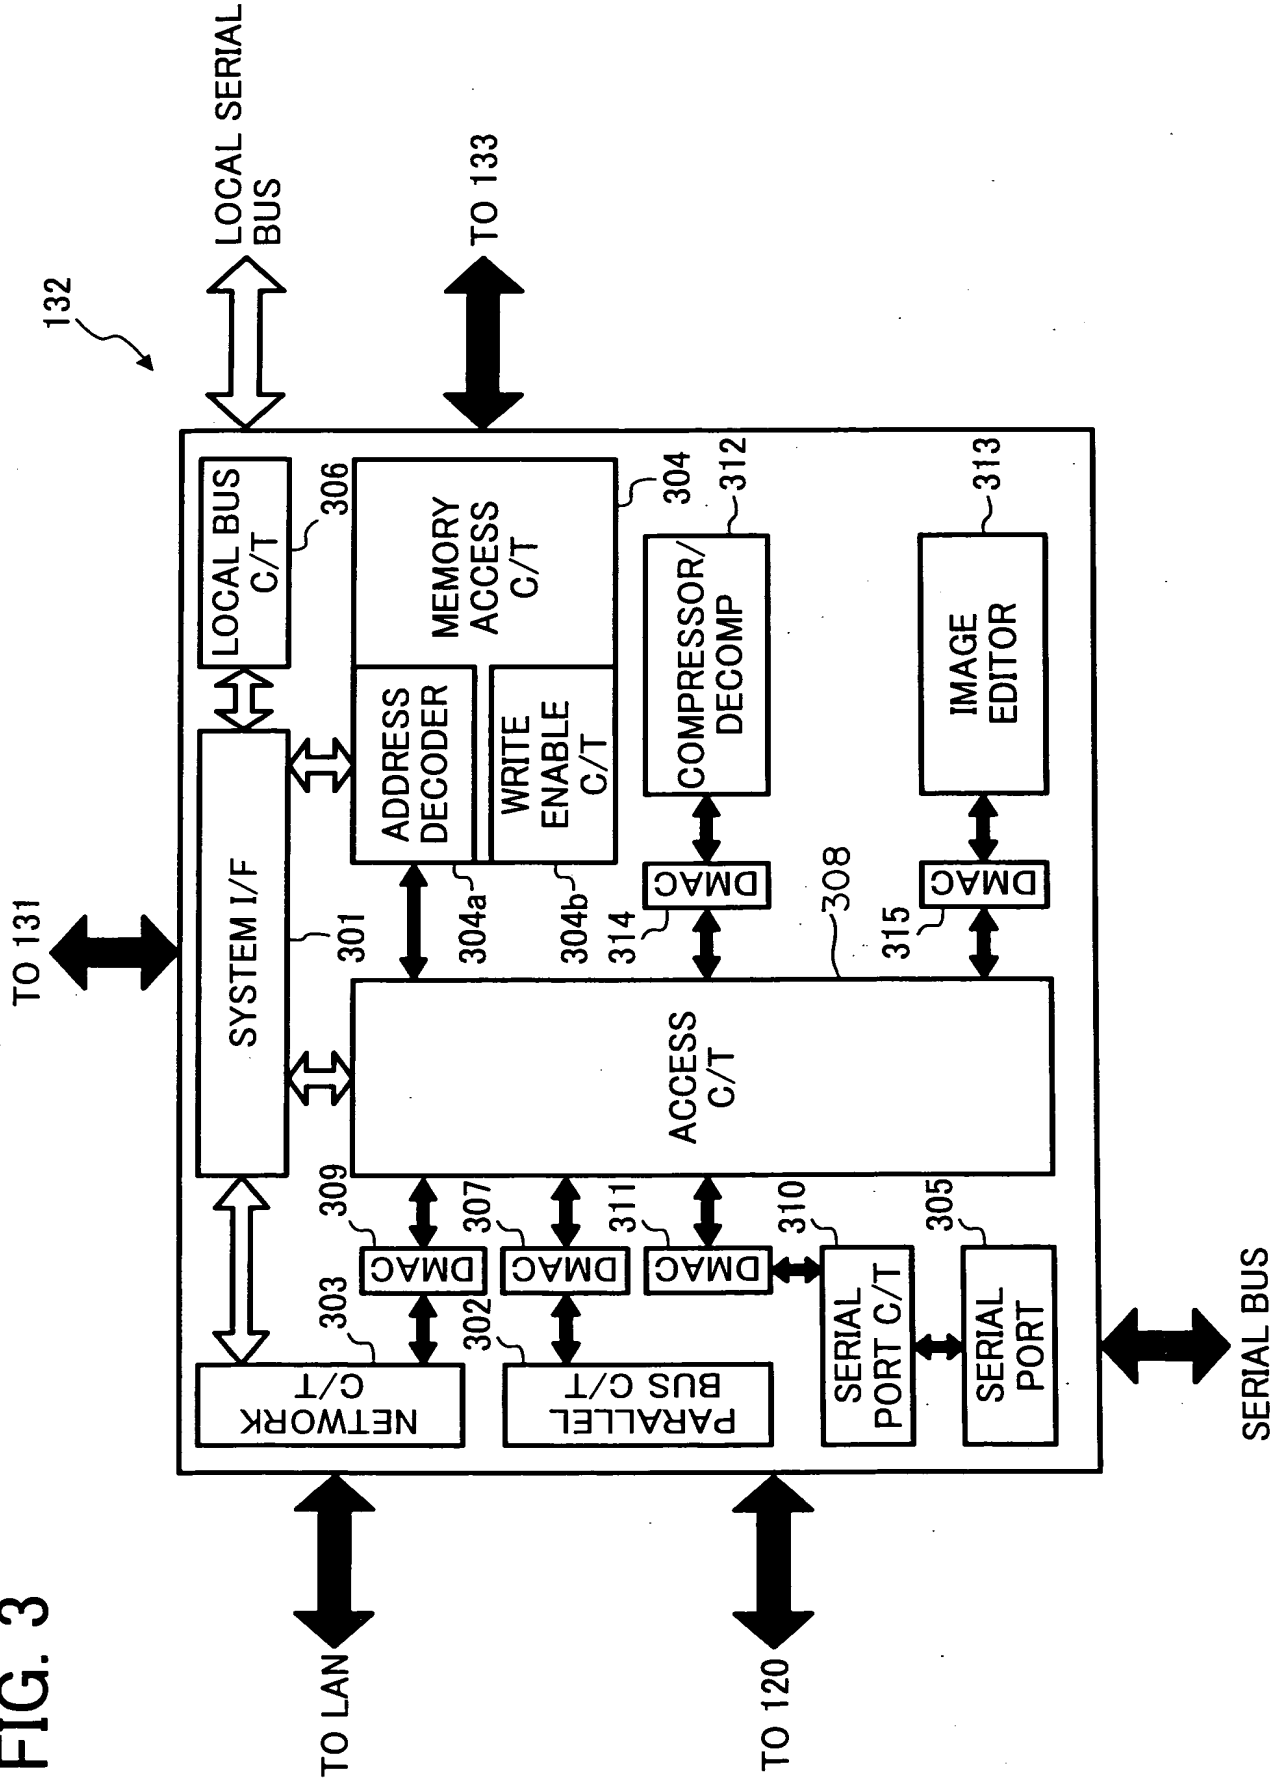 FIG. 3
132
TO 131
LOCAL SERIAL
BUS
TO 133
TO LAN
TO 120
SERIAL BUS
SYSTEM I/F
301
LOCAL BUS
C/T
306
NETWORK
C/T
303
DMAC
309
ADDRESS
DECODER
304a
MEMORY
ACCESS
C/T
304
WRITE
ENABLE
C/T
304b
PARALLEL
BUS C/T
302
DMAC
307
ACCESS
C/T
308
DMAC
311
DMAC
314
COMPRESSOR/
DECOMP
312
SERIAL
PORT C/T
310
SERIAL
PORT
305
DMAC
315
IMAGE
EDITOR
313